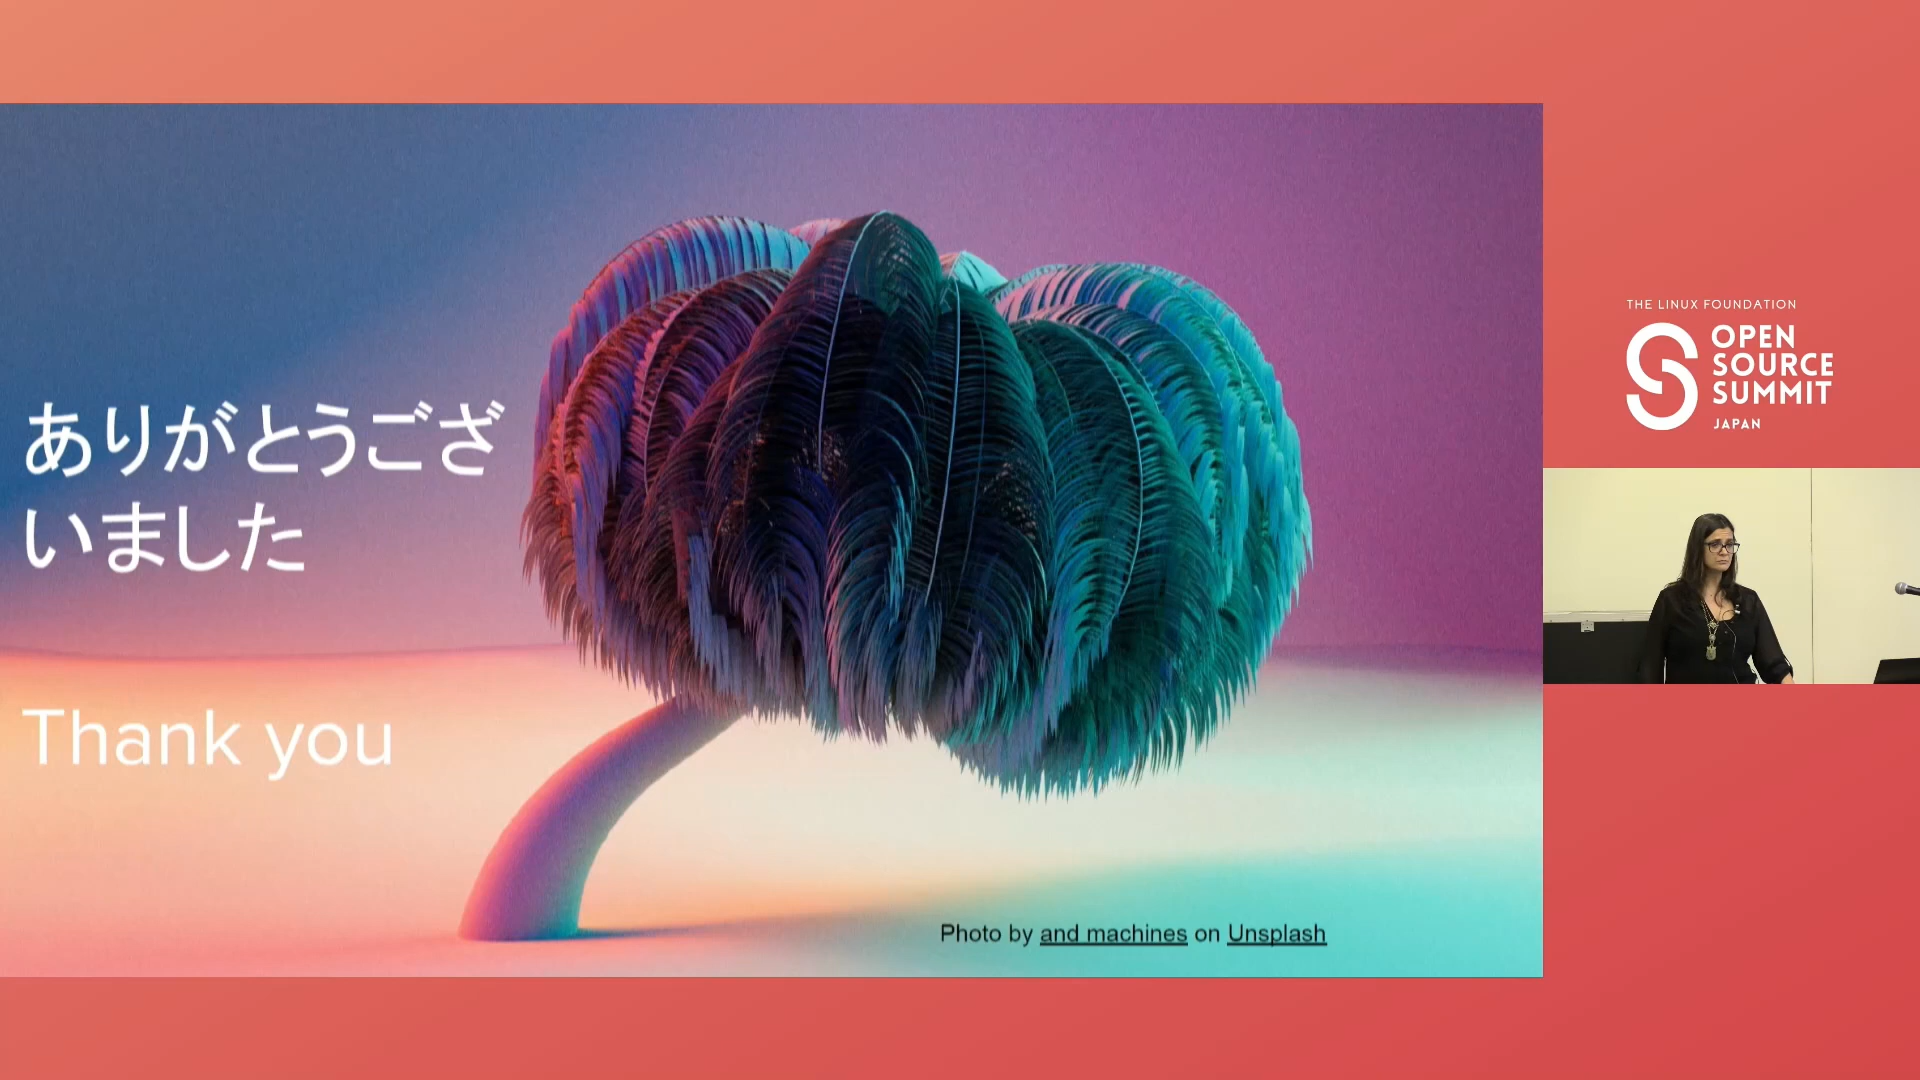 ありがとうござ
いました
Thank you
Photo by and machines on Unsplash
THE LINUX FOUNDATION
OPEN
SOURCE
SUMMIT
JAPAN